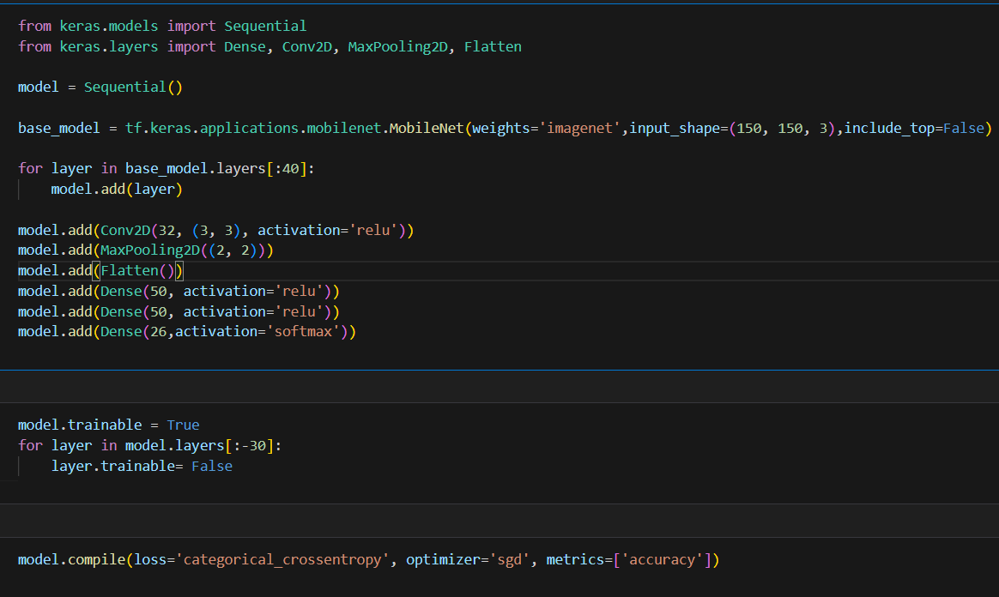 from keras.models import Sequential
from keras.layers import Dense, Conv2D, MaxPooling2D, Flatten
model = Sequential()
base_model = tf.keras.applications.mobilenet.MobileNet(weights='imagenet',input_shape=(150, 150, 3),include_top=False)
for layer in base_model.layers[:40]:
    model.add(layer)
model.add(Conv2D(32, (3, 3), activation='relu'))
model.add(MaxPooling2D((2, 2)))
model.add(Flatten())
model.add(Dense(50, activation='relu'))
model.add(Dense(50, activation='relu'))
model.add(Dense(26,activation='softmax'))
model.trainable = True
for layer in model.layers[:-30]:
    layer.trainable= False
model.compile(loss='categorical_crossentropy', optimizer='sgd', metrics=['accuracy'])